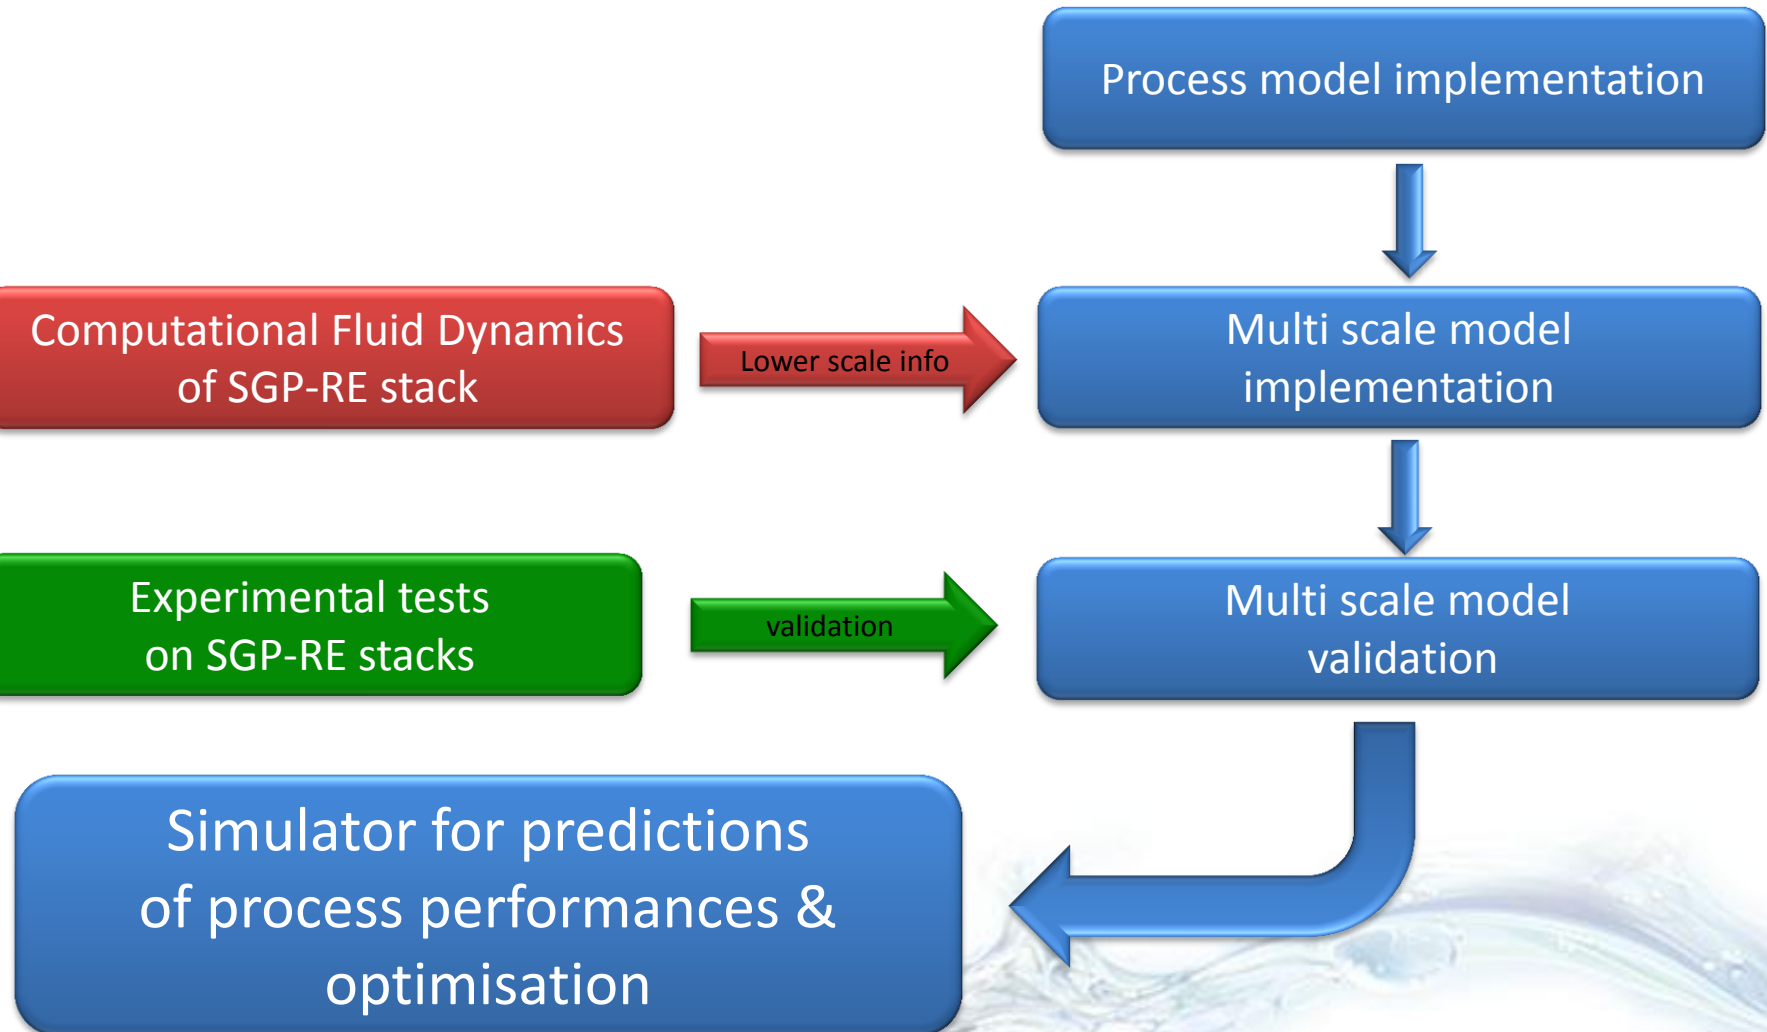 Process model implementation
Computational Fluid Dynamics
of SGP-RE stack
Lower scale info
Multi scale model
implementation
Experimental tests
on SGP-RE stacks
validation
Multi scale model
validation
Simulator for predictions
of process performances &
optimisation